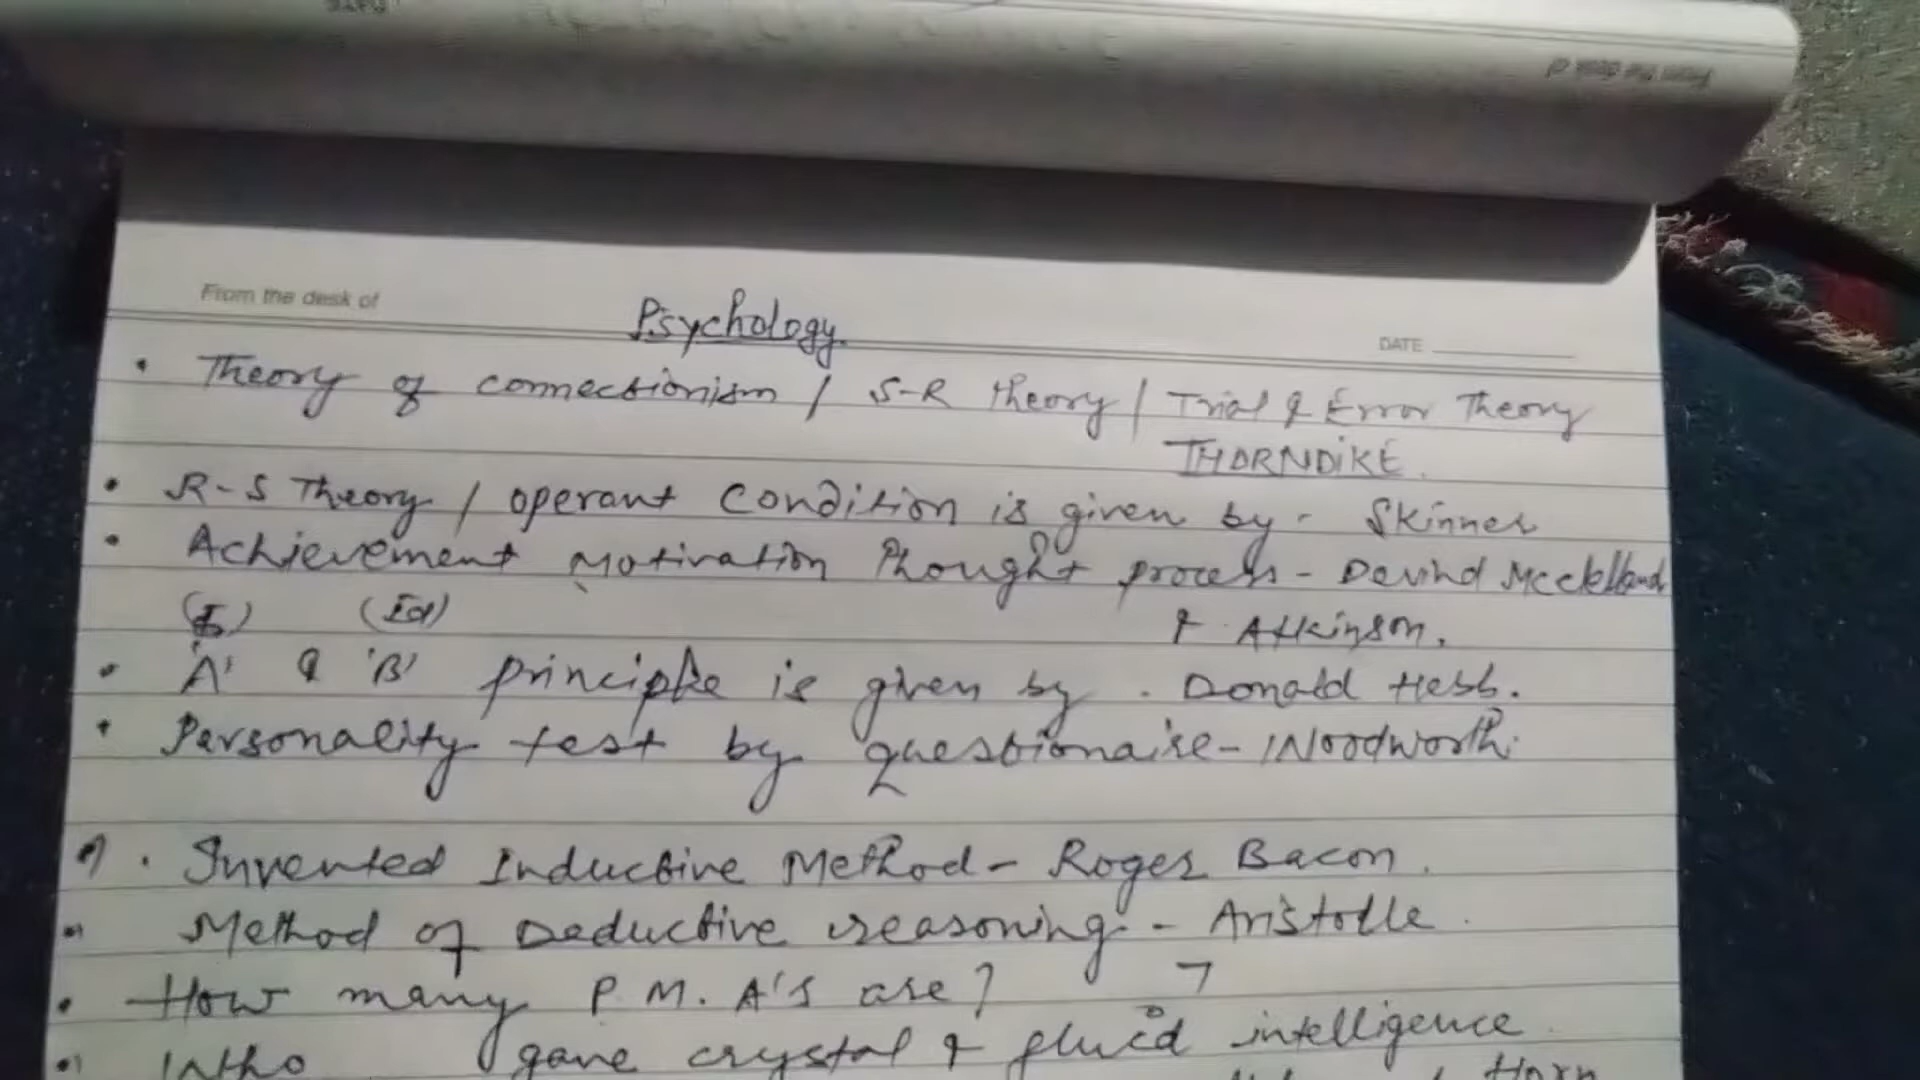 From the desk of
Psychology
DATE
• Theory of connectionism / S-R theory / Trial & Error Theory
THORNDIKE.
• R-S Theory / operant Condition is given by - Skinner
• Achievement Motivation thought process - David Mcclelland
(I) (Id) & Atkinson.
• 'A' & 'B' principle is given by . Donald Hebb.
• Personality test by questionaire - Woodworth.
• Invented Inductive Method - Roger Bacon.
• Method of Deductive reasoning - Aristotle.
• How many P.M.A's are? 7
• Who gave crystal & fluid intelligence
Horn